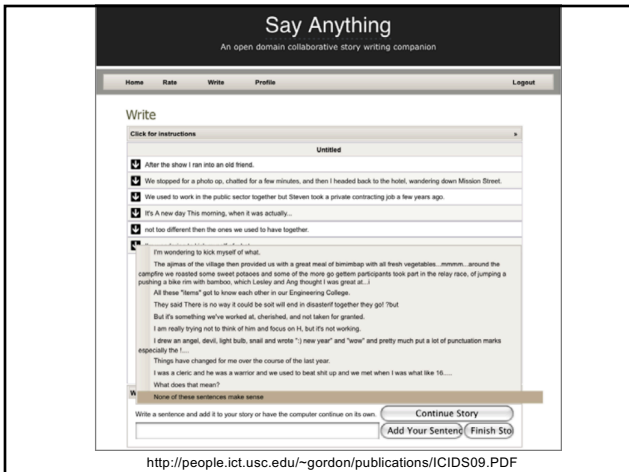 Say Anything
An open domain collaborative story writing companion
Home Rate Write Profile Logout
Write
Click for instructions
Untitled
After the show I ran into an old friend.
We stopped for a photo op, chatted for a few minutes, and then I headed back to the hotel, wandering down Mission Street.
We used to work in the public sector together but Steven took a private contracting job a few years ago.
It's A new day This morning, when it was actually...
not too different then the ones we used to have together.
I'm wondering to kick myself of what.
The ajimas of the village then provided us with a great meal of bimimbap with all fresh vegetables...mmmm...around the
campfire we roasted some sweet potaoes and some of the more go gettem participants took part in the relay race, of jumping a
pushing a bike rim with bamboo, which Lesley and Ang thought I was great at...i
All these "items" got to know each other in our Engineering College.
They said There is no way it could be soit will end in disasterif together they go! ?but
But it's something we've worked at, cherished, and not taken for granted.
I am really trying not to think of him and focus on H, but it's not working.
I drew an angel, devil, light bulb, snail and wrote ":) new year" and "wow" and pretty much put a lot of punctuation marks
especially the !....
Things have changed for me over the course of the last year.
I was a cleric and he was a warrior and we used to beat shit up and we met when I was what like 16.....
What does that mean?
W
None of these sentences make sense
Write a sentence and add it to your story or have the computer continue on its own. Continue Story
Add Your Sentenc Finish Sto
http://people.ict.usc.edu/~gordon/publications/ICIDS09.PDF